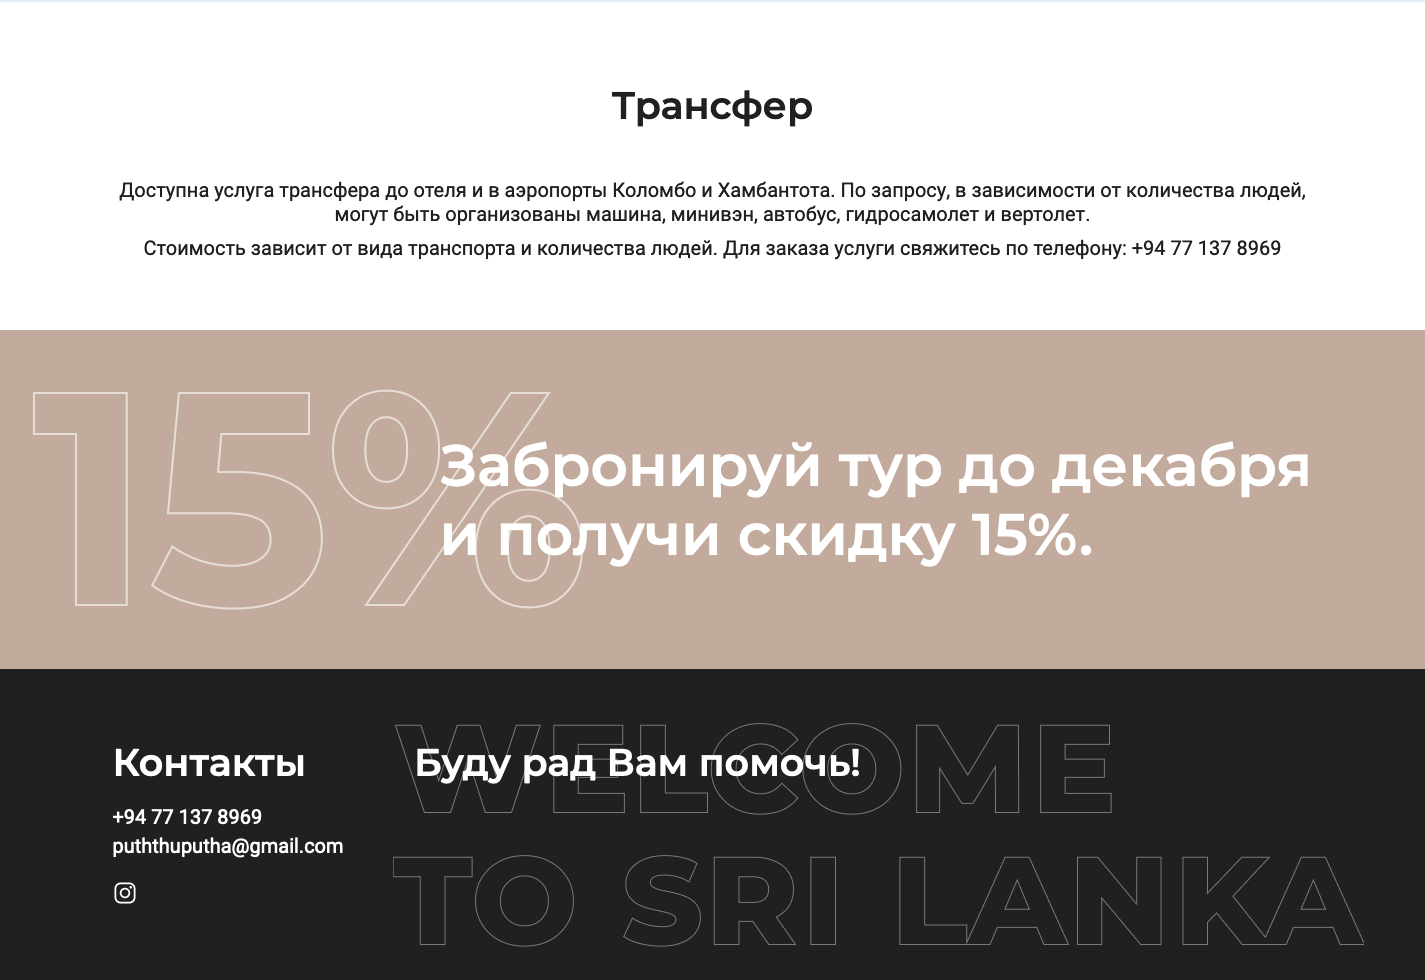 Трансфер
Доступна услуга трансфера до отеля и в аэропорты Коломбо и Хамбантота. По запросу, в зависимости от количества людей,
могут быть организованы машина, минивэн, автобус, гидросамолет и вертолет.
Стоимость зависит от вида транспорта и количества людей. Для заказа услуги свяжитесь по телефону: +94 77 137 8969
15%
Забронируй тур до декабря
и получи скидку 15%.
Контакты
+94 77 137 8969
puththuputha@gmail.com
Буду рад Вам помочь!
WELCOME
TO SRI LANKA